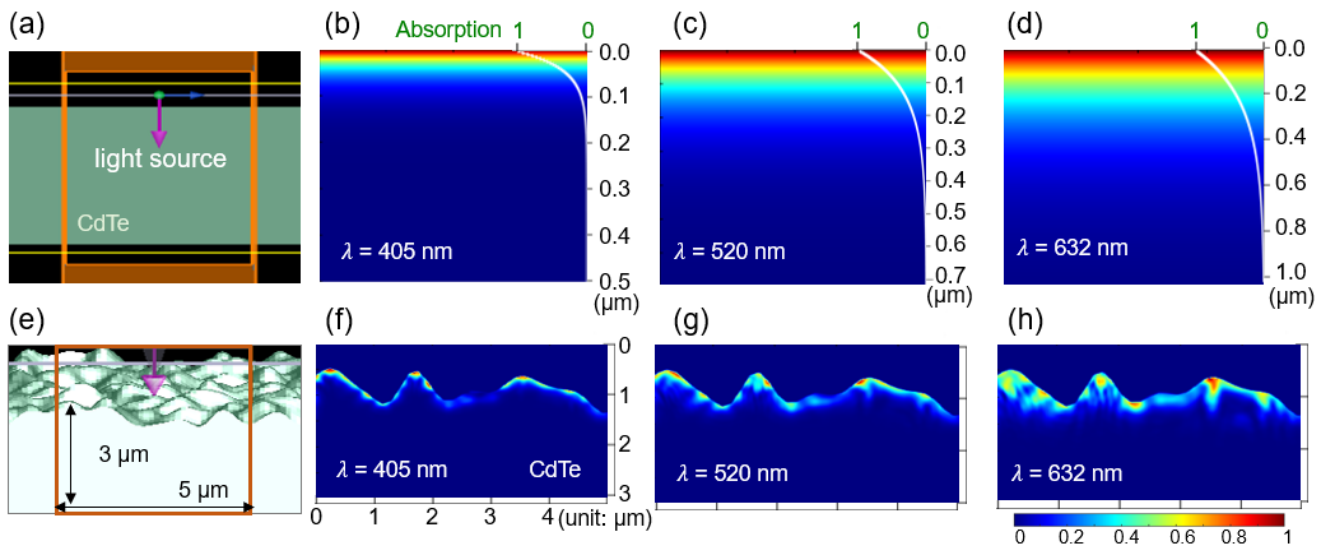 (a)
light source
CdTe
(b)
Absorption 1 0
0.0
0.1
0.2
0.3
0.4
0.5
(µm)
λ = 405 nm
(c)
1 0
0.0
0.1
0.2
0.3
0.4
0.5
0.6
0.7
(µm)
λ = 520 nm
(d)
1 0
0.0
0.2
0.4
0.6
0.8
1.0
(µm)
λ = 632 nm
(e)
3 µm
5 µm
(f)
λ = 405 nm CdTe
0
1
2
3
0 1 2 3 4 (unit: µm)
(g)
λ = 520 nm
(h)
λ = 632 nm
0 0.2 0.4 0.6 0.8 1